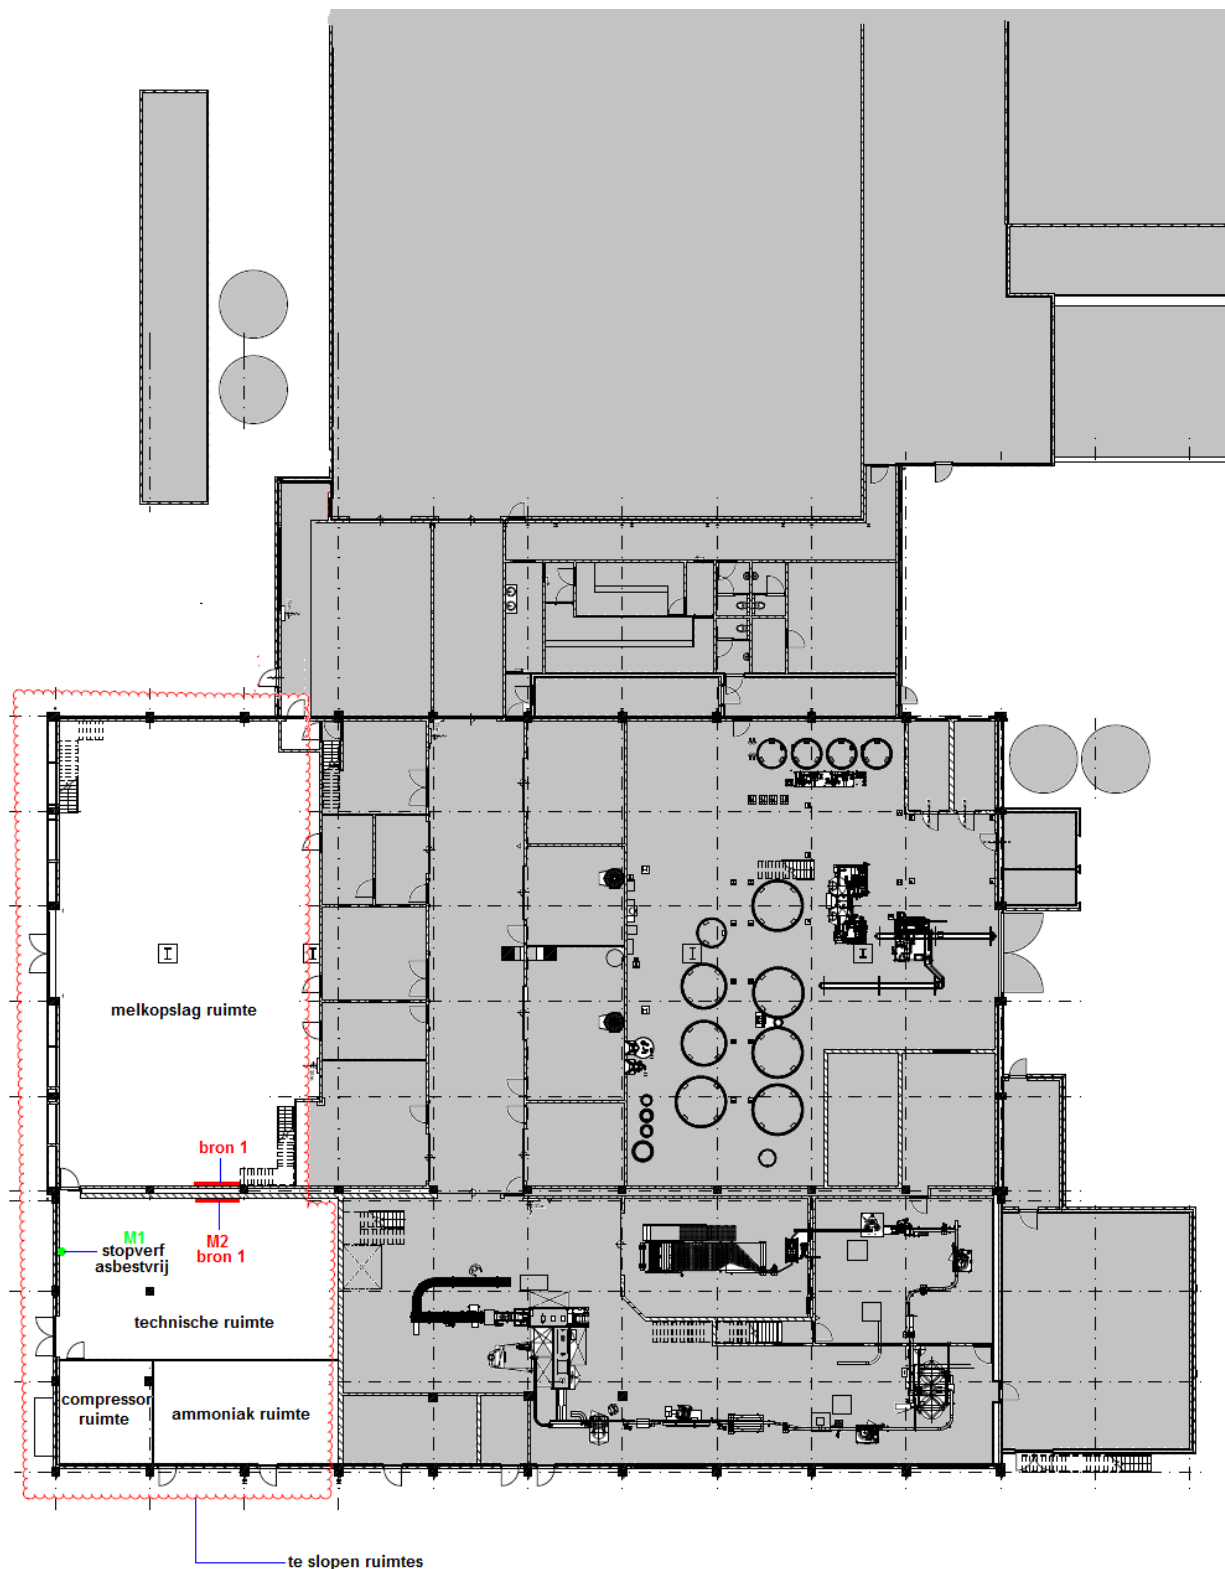 melkopslag ruimte
bron 1
M1
stopverf
asbestvrij
M2
bron 1
technische ruimte
compressor
ruimte
ammoniak ruimte
te slopen ruimtes